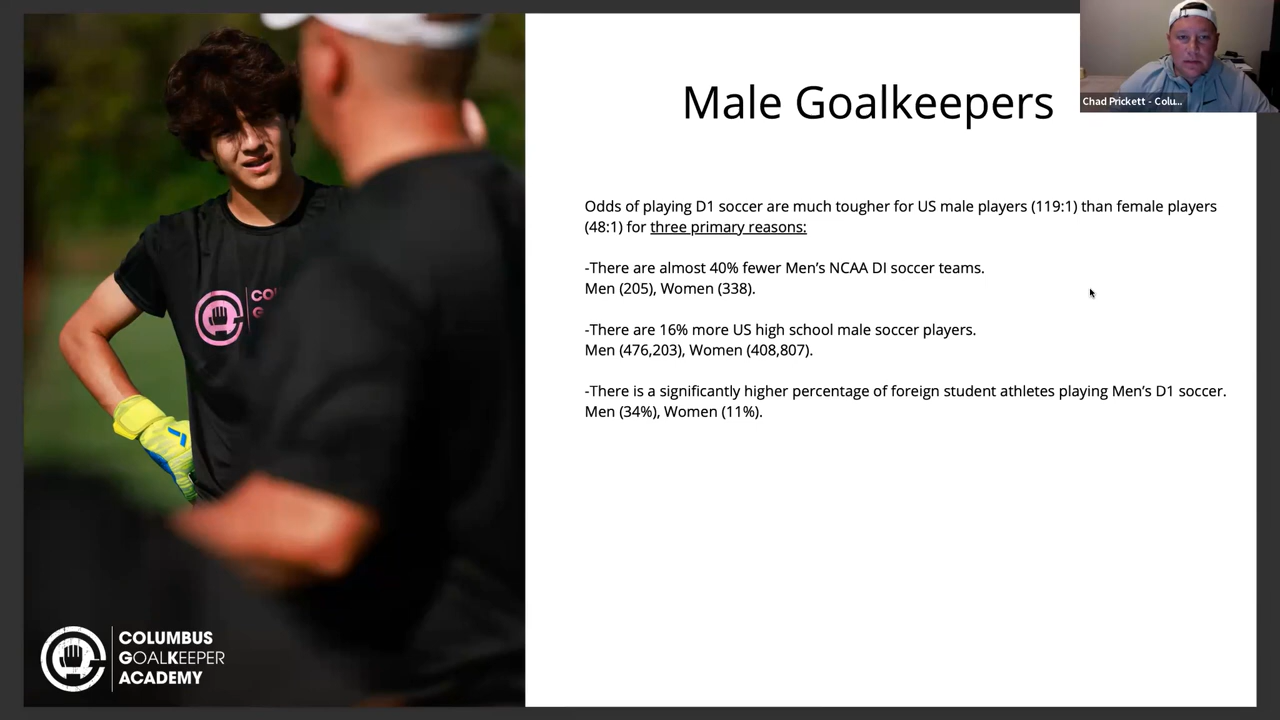 Male Goalkeepers
Chad Prickett - Colu...
Odds of playing D1 soccer are much tougher for US male players (119:1) than female players
(48:1) for three primary reasons:
-There are almost 40% fewer Men's NCAA DI soccer teams.
Men (205), Women (338).
-There are 16% more US high school male soccer players.
Men (476,203), Women (408,807).
-There is a significantly higher percentage of foreign student athletes playing Men's D1 soccer.
Men (34%), Women (11%).
CO
G
COLUMBUS
GOALKEEPER
ACADEMY